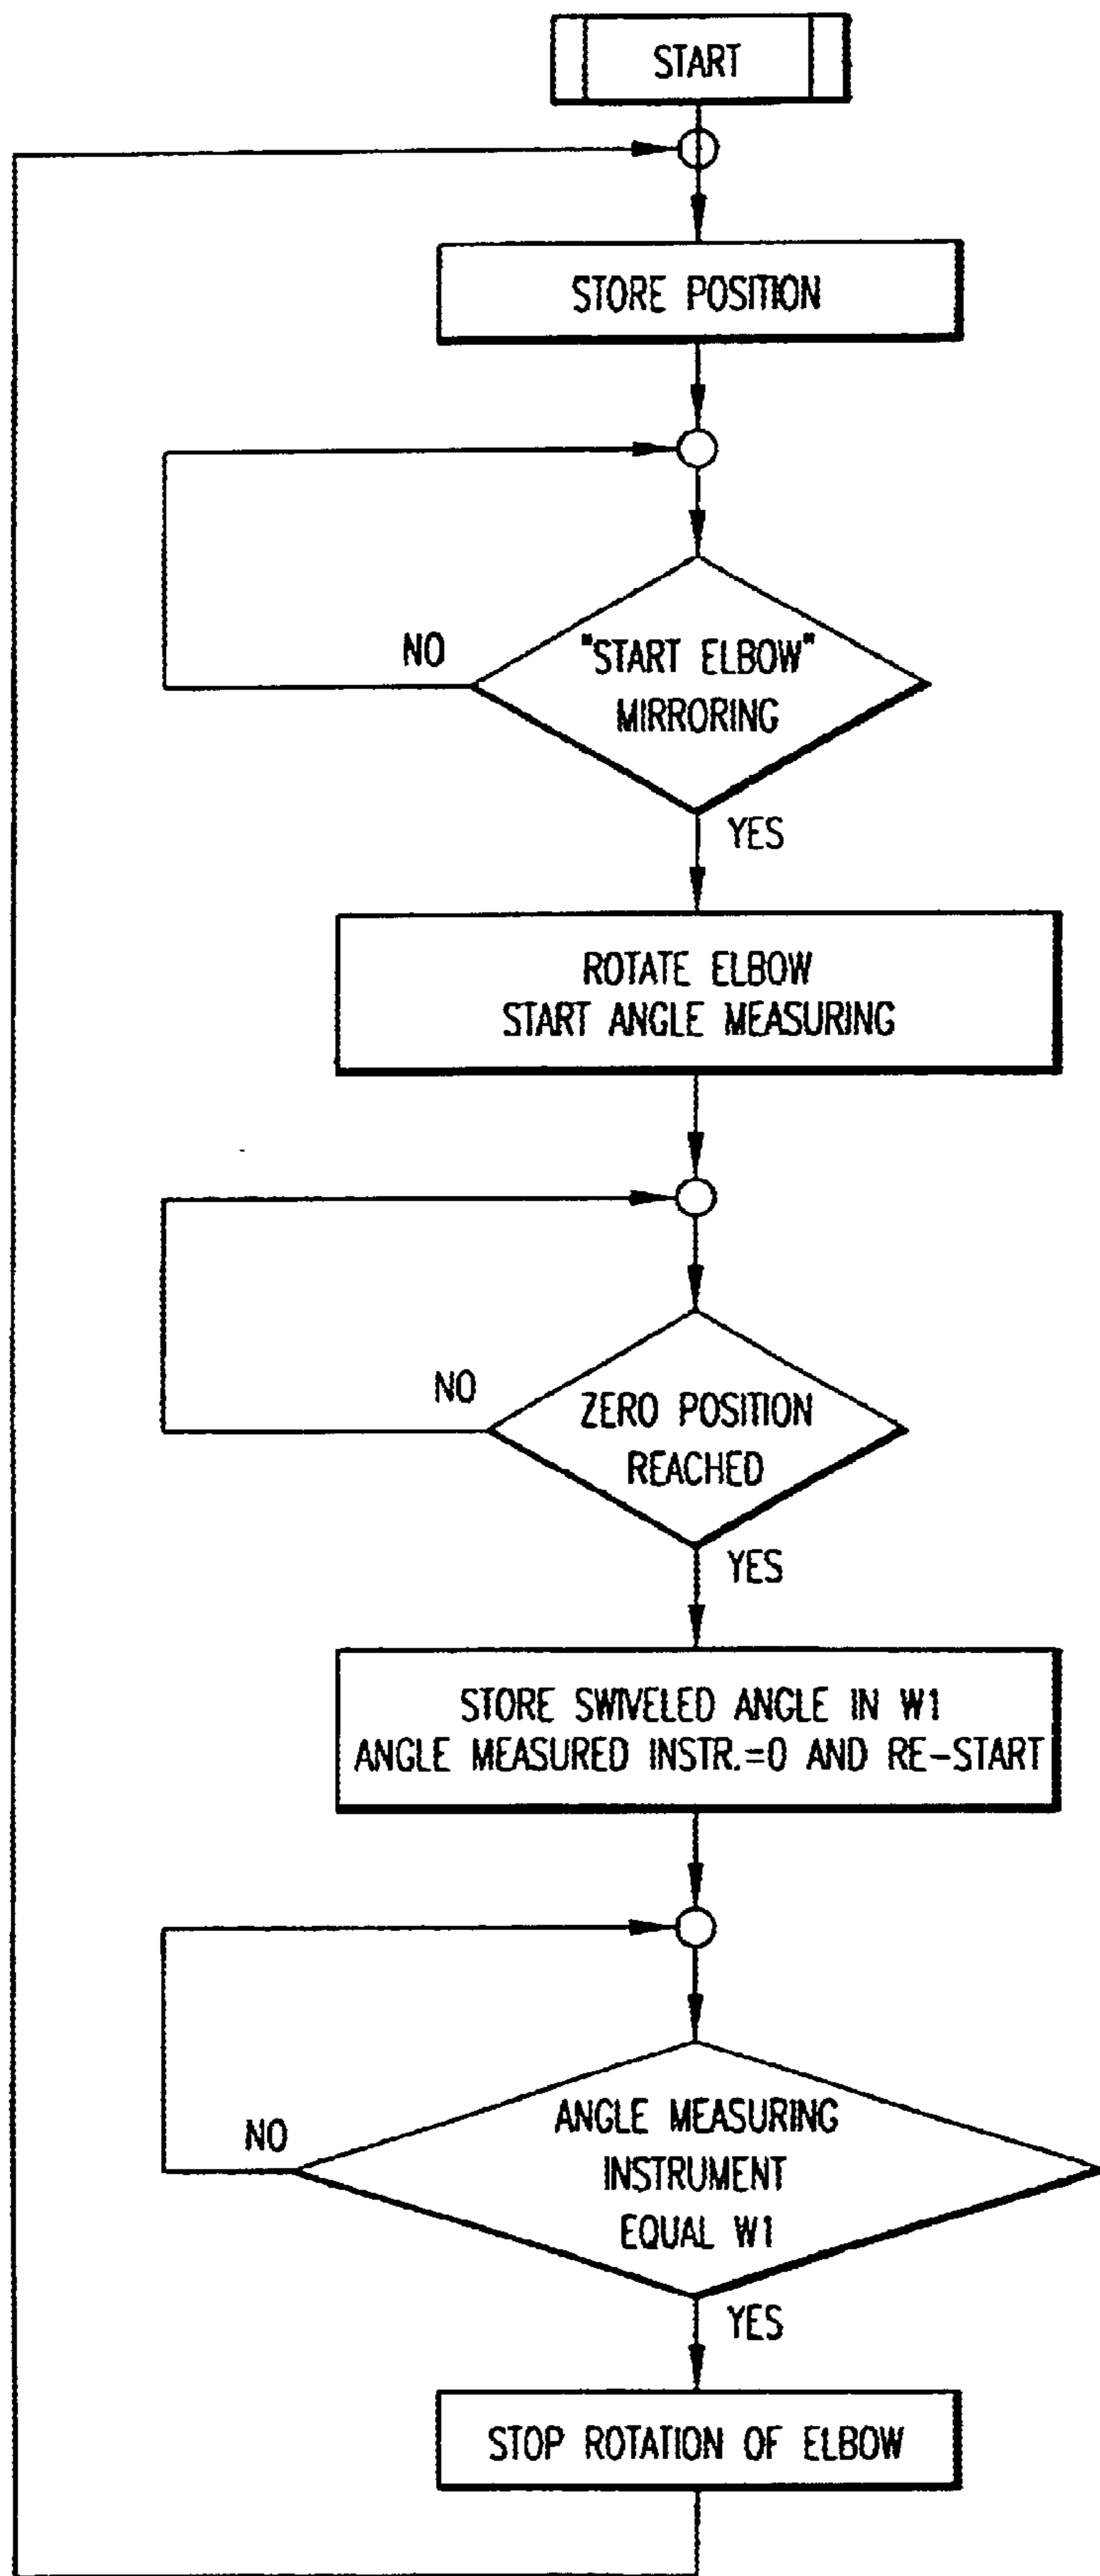 START
STORE POSITION
NO
"START ELBOW"
MIRRORING
YES
ROTATE ELBOW
START ANGLE MEASURING
NO
ZERO POSITION
REACHED
YES
STORE SWIVELED ANGLE IN W1
ANGLE MEASURED INSTR.=0 AND RE-START
NO
ANGLE MEASURING
INSTRUMENT
EQUAL W1
YES
STOP ROTATION OF ELBOW